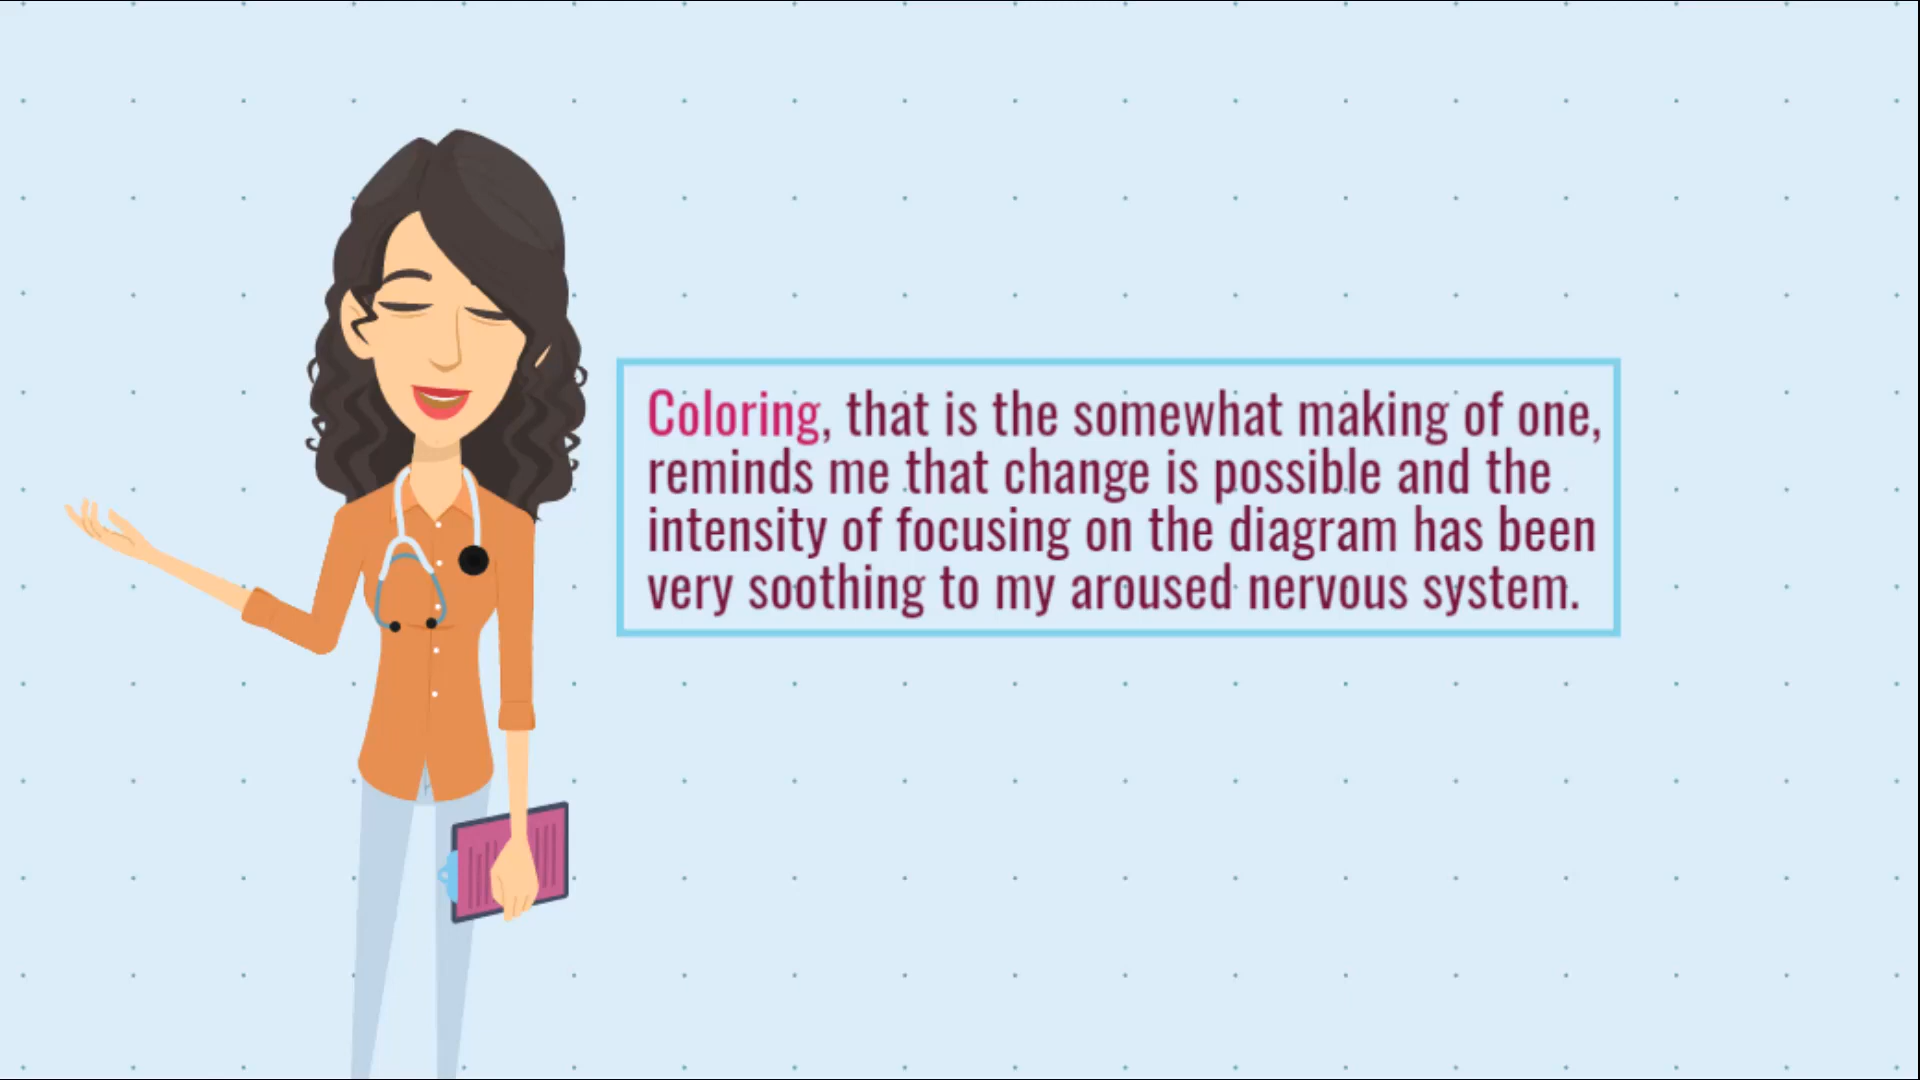 Coloring, that is the somewhat making of one,
reminds me that change is possible and the
intensity of focusing on the diagram has been
very soothing to my aroused nervous system.